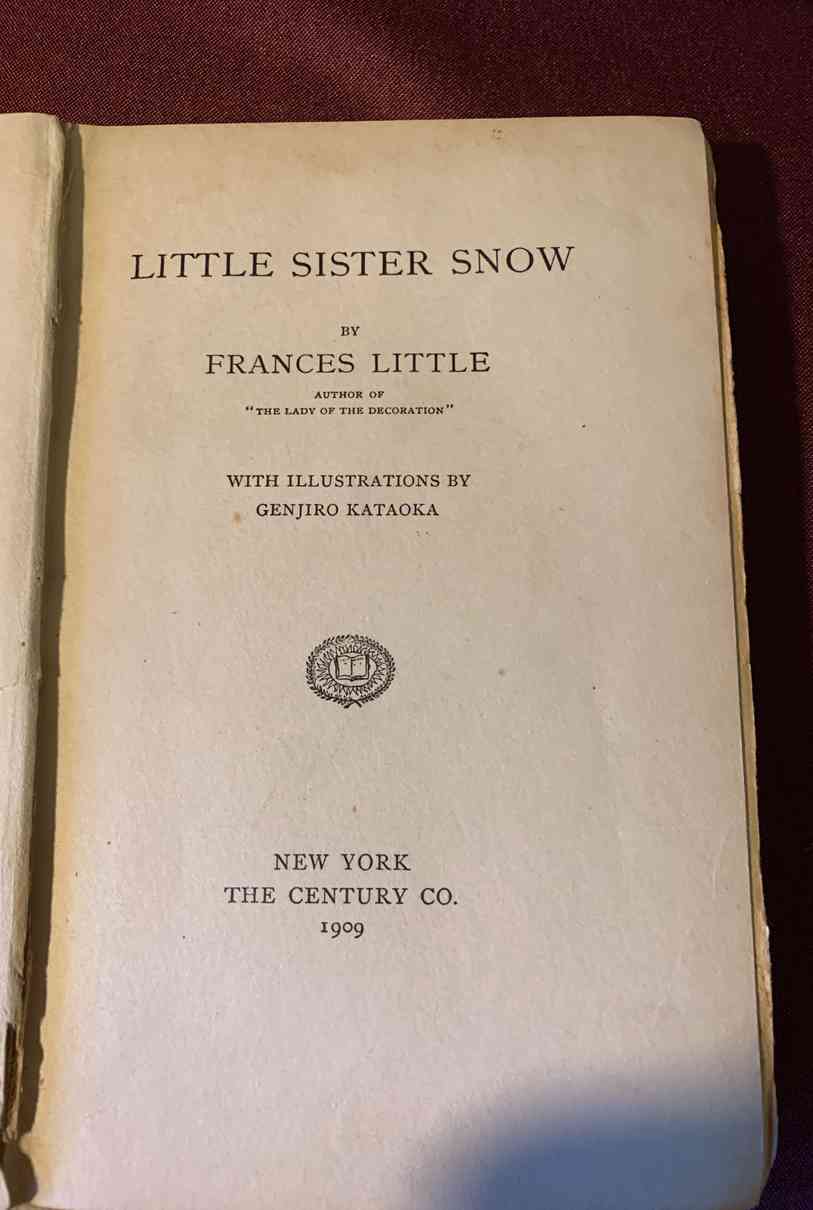 LITTLE SISTER SNOW
BY
FRANCES LITTLE
AUTHOR OF
"THE LADY OF THE DECORATION"
WITH ILLUSTRATIONS BY
GENJIRO KATAOKA
NEW YORK
THE CENTURY CO.
1909